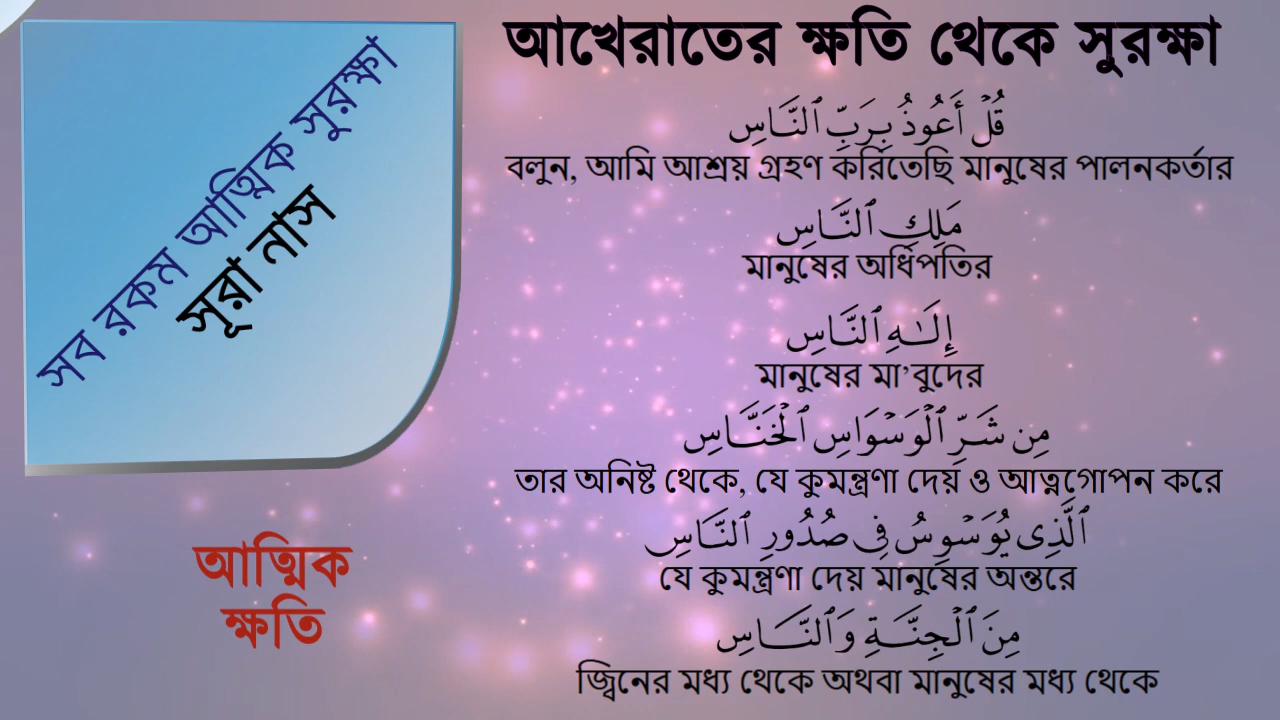 সব রকম আত্মিক সুরক্ষা
সূরা নাস
আত্মিক
ক্ষতি
আখেরাতের ক্ষতি থেকে সুরক্ষা
قُلۡ أَعُوذُ بِرَبِّ ٱلنَّاسِ
বলুন, আমি আশ্রয় গ্রহণ করিতেছি মানুষের পালনকর্তার
مَلِكِ ٱلنَّاسِ
মানুষের অধিপতির
إِلَـٰهِ ٱلنَّاسِ
মানুষের মা’বুদের
مِن شَرِّ ٱلۡوَسۡوَاسِ ٱلۡخَنَّاسِ
তার অনিষ্ট থেকে, যে কুমন্ত্রণা দেয় ও আত্নগোপন করে
ٱلَّذِى يُوَسۡوِسُ فِى صُدُورِ ٱلنَّاسِ
যে কুমন্ত্রণা দেয় মানুষের অন্তরে
مِنَ ٱلۡجِنَّةِ وَٱلنَّاسِ
জ্বিনের মধ্য থেকে অথবা মানুষের মধ্য থেকে